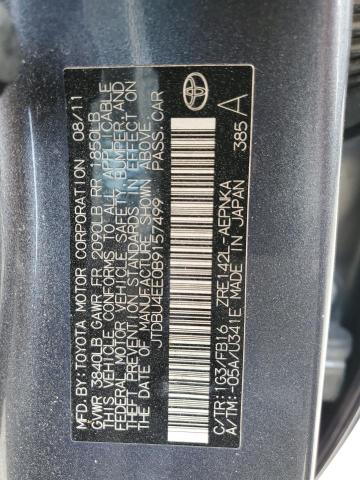 MFD.BY:TOYOTA MOTOR CORPORATION 08/11
GVWR 3840LB GAWR FR 2090LB RR 1850LB
THIS VEHICLE CONFORMS TO ALL APPLICABLE
FEDERAL MOTOR VEHICLE SAFETY, BUMPER, AND
THEFT PREVENTION STANDARDS IN EFFECT ON
THE DATE OF MANUFACTURE SHOWN ABOVE.
JTDBU4EE0B9157499 PASS.CAR
TOYOTA
C/TR:1G3/FB16 ZRE142L-AEPNKA
A/TM:-05A/U341E MADE IN JAPAN 385 A